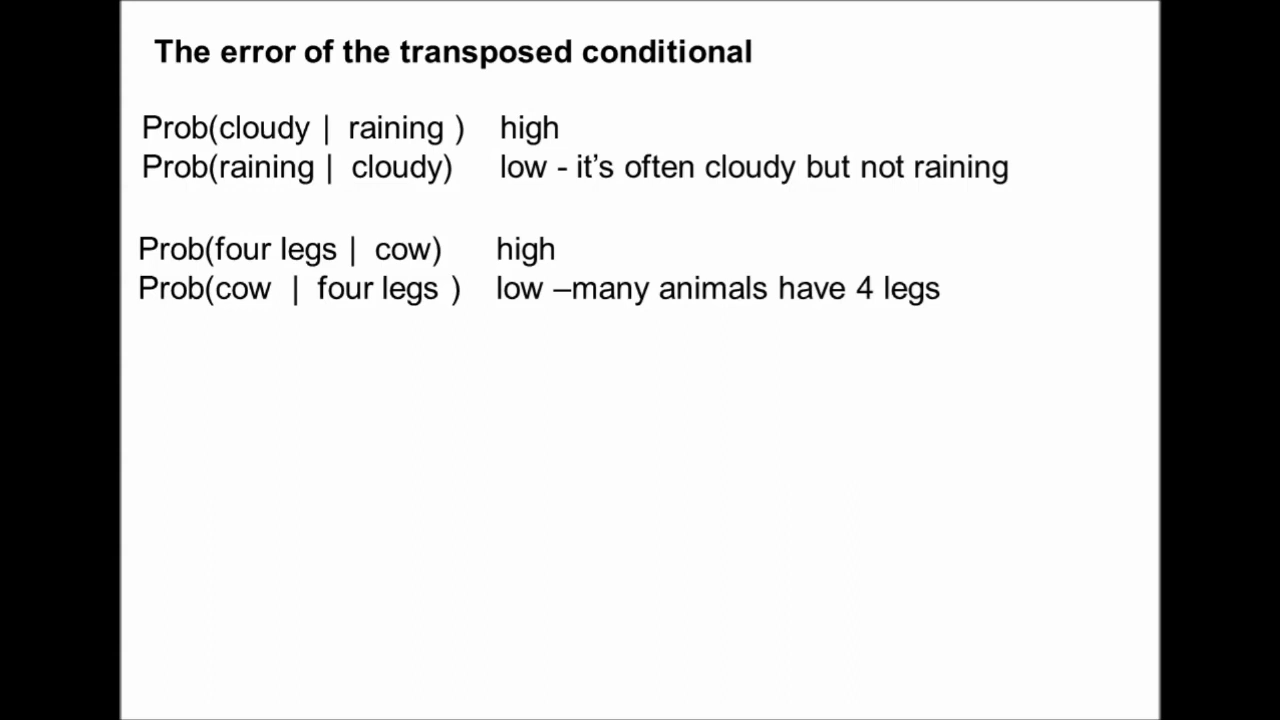 The error of the transposed conditional
Prob(cloudy | raining ) high
Prob(raining | cloudy) low - it’s often cloudy but not raining
Prob(four legs | cow) high
Prob(cow | four legs ) low –many animals have 4 legs